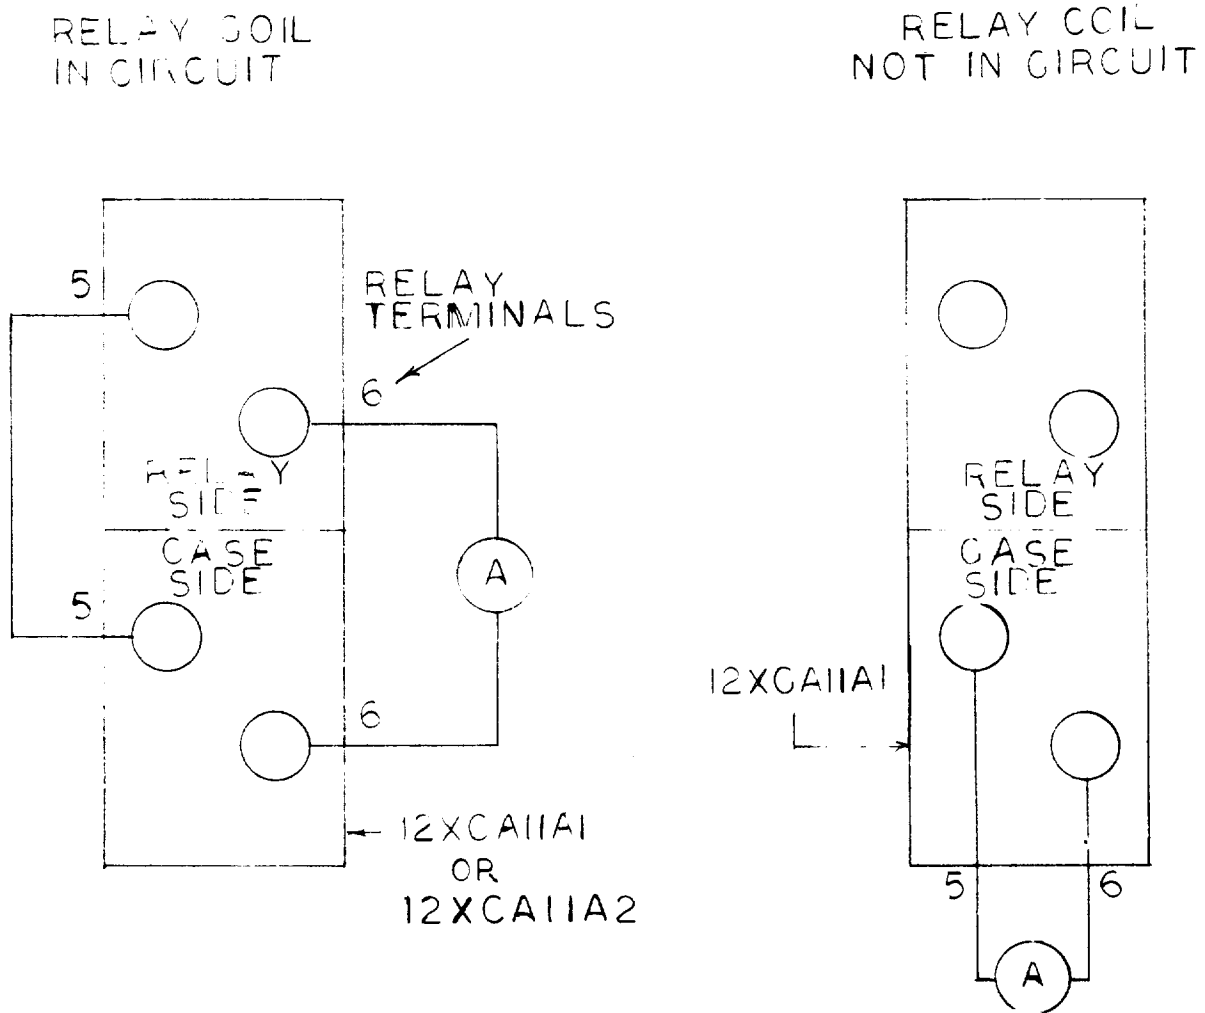 RELAY COIL
IN CIRCUIT
5
RELAY
TERMINALS
6
RELAY
SIDE
CASE
SIDE
A
5
6
12XCA11A1
OR
12XCA11A2
RELAY COIL
NOT IN CIRCUIT
RELAY
SIDE
CASE
SIDE
12XCA11A1
5
6
A